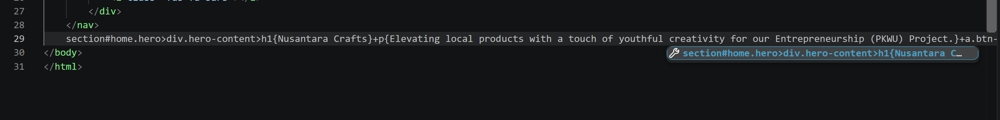 27 </div>
28 </nav>
29 section#home.hero>div.hero-content>h1{Nusantara Crafts}+p{Elevating local products with a touch of youthful creativity for our Entrepreneurship (PKWU) Project.}+a.btn-
section#home.hero>div.hero-content>h1{Nusantara C…
30 </body>
31 </html>